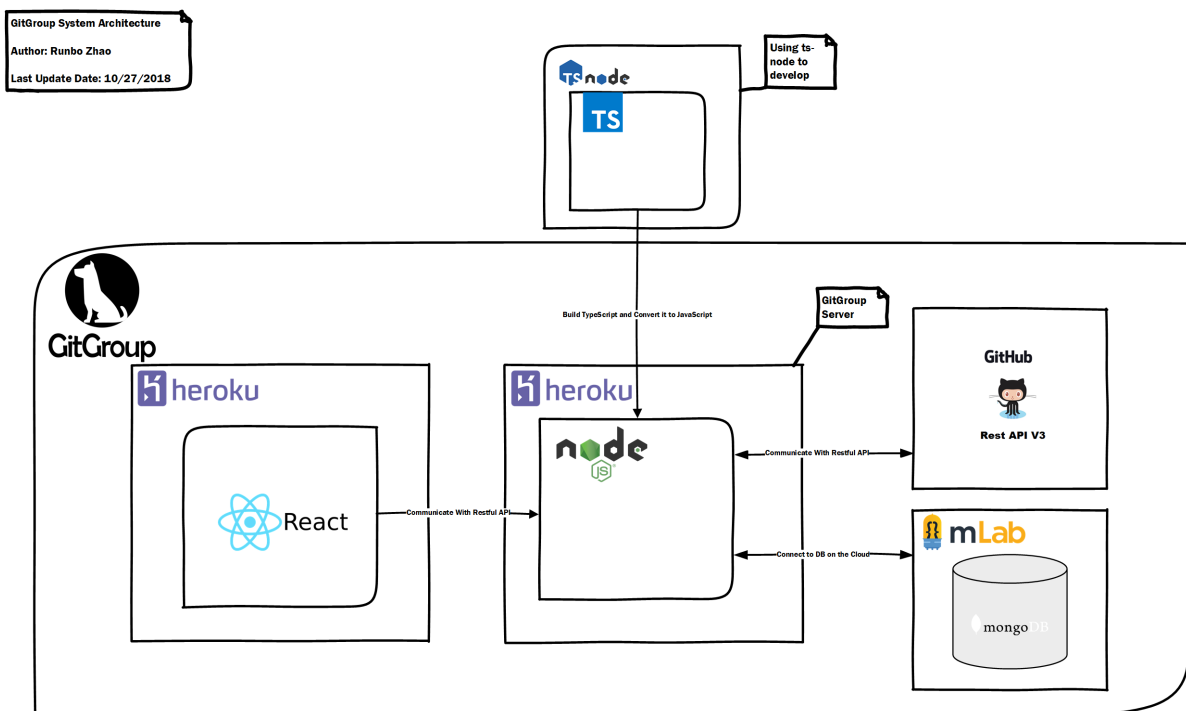 GitGroup System Architecture
Author: Runbo Zhao
Last Update Date: 10/27/2018
Using ts-
node to
develop
TS node
TS
GitGroup
Build TypeScript and Convert it to JavaScript
GitGroup
Server
heroku
heroku
GitHub
Rest API V3
node
JS
React
Communicate With Restful API
Communicate With Restful API
mLab
Connect to DB on the Cloud
mongoDB